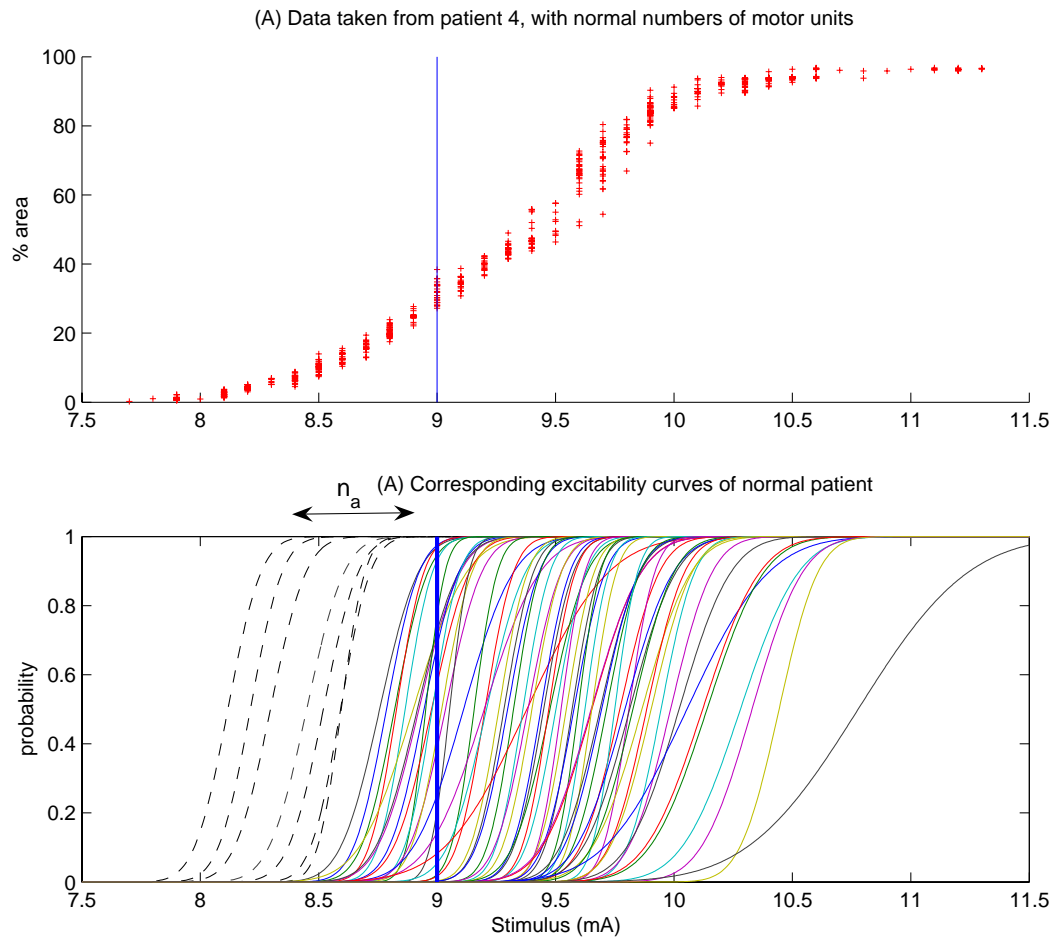 (A) Data taken from patient 4, with normal numbers of motor units
100
80
60
40
20
0
% area
7.5 8 8.5 9 9.5 10 10.5 11 11.5
n_a
(A) Corresponding excitability curves of normal patient
1
0.8
0.6
0.4
0.2
0
probability
7.5 8 8.5 9 9.5 10 10.5 11 11.5
Stimulus (mA)